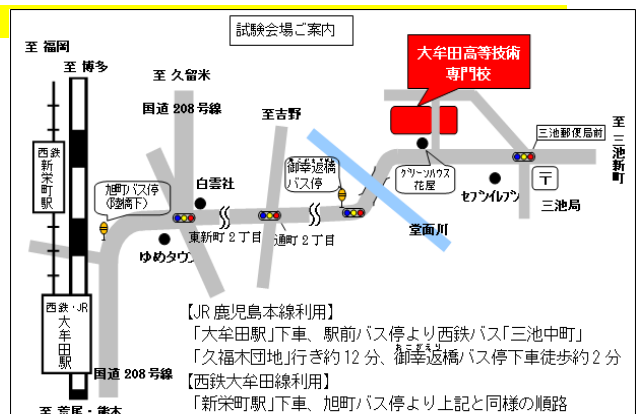 試験会場ご案内
至 福岡
至 博多
至 久留米
国道 208 号線
至吉野
大牟田高等技術
専門校
至 三池新町
三池郵便局前
西鉄
新栄町駅
旭町バス停
白雲社
御幸返橋
バス停
グリーンハウス
花屋
セブンイレブン
〒
三池局
東新町２丁目
通町２丁目
堂面川
ゆめタウン
西鉄・JR
大牟田駅
国道 208 号線
至 荒尾・熊本
【JR 鹿児島本線利用】
「大牟田駅」下車、駅前バス停より西鉄バス「三池中町」
「久福木団地」行き約 12 分、御幸返橋バス停下車徒歩約 2 分
【西鉄大牟田線利用】
「新栄町駅」下車、旭町バス停より上記と同様の順路